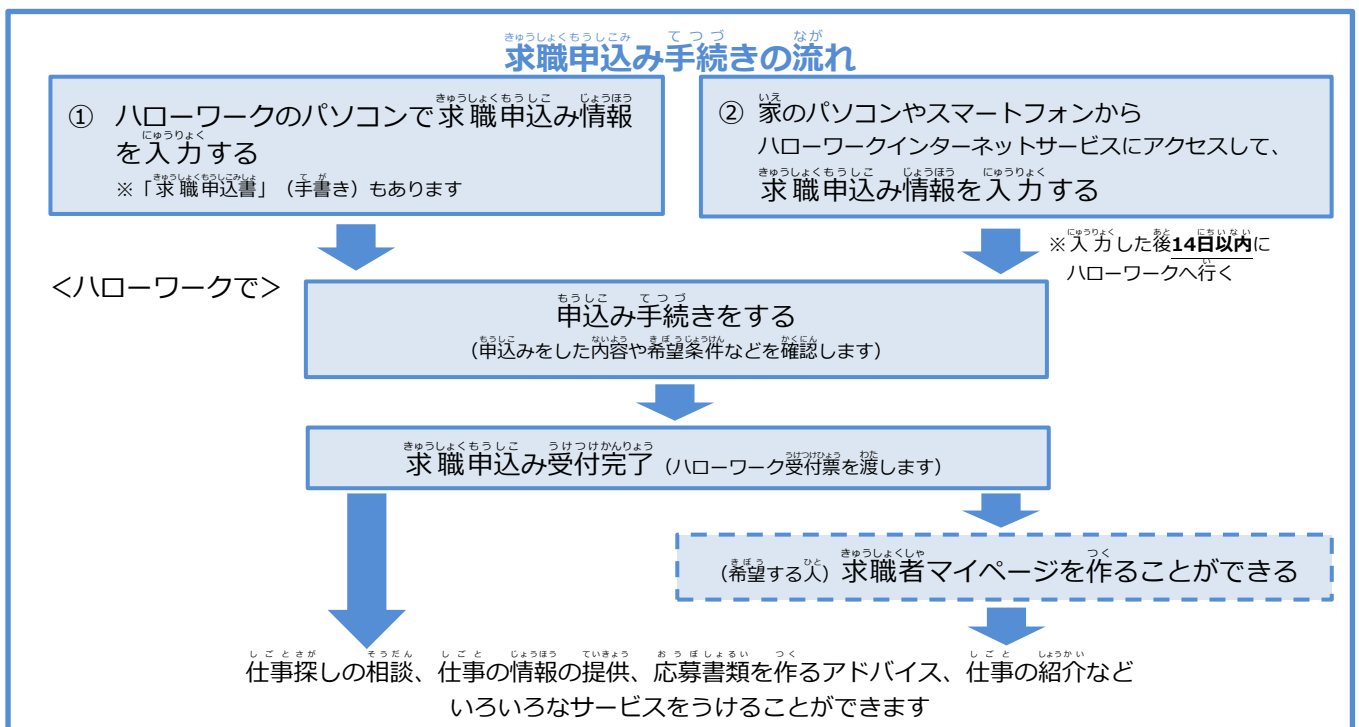 求職申込み手続きの流れ
① ハローワークのパソコンで求職申込み情報
を入力する
※「求職申込書」（手書き）もあります
② 家のパソコンやスマートフォンから
ハローワークインターネットサービスにアクセスして、
求職申込み情報を入力する
※入力した後14日以内に
ハローワークへ行く
＜ハローワークで＞
申込み手続きをする
（申込みをした内容や希望条件などを確認します）
求職申込み受付完了（ハローワーク受付票を渡します）
（希望する人）求職者マイページを作ることができる
仕事探しの相談、仕事の情報の提供、応募書類を作るアドバイス、仕事の紹介など
いろいろなサービスをうけることができます